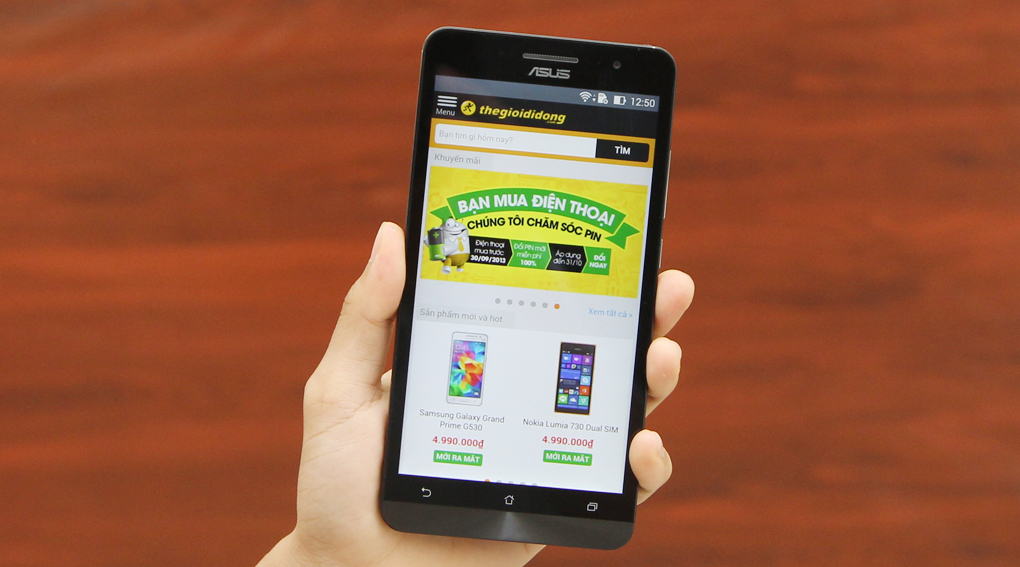 ASUS
12:50
Menu
thegioididong
.com
Bạn tìm gì hôm nay?
TÌM
Khuyến mãi
BẠN MUA ĐIỆN THOẠI
CHÚNG TÔI CHĂM SÓC PIN
Điện thoại
mua trước
30/09/2013
ĐỔI PIN mới
miễn phí
100%
Áp dụng
đến 31/10
ĐỔI
NGAY
Xem tất cả »
Sản phẩm mới và hot
Samsung Galaxy Grand
Prime G530
4.990.000₫
MỚI RA MẮT
Nokia Lumia 730 Dual SIM
4.990.000₫
MỚI RA MẮT